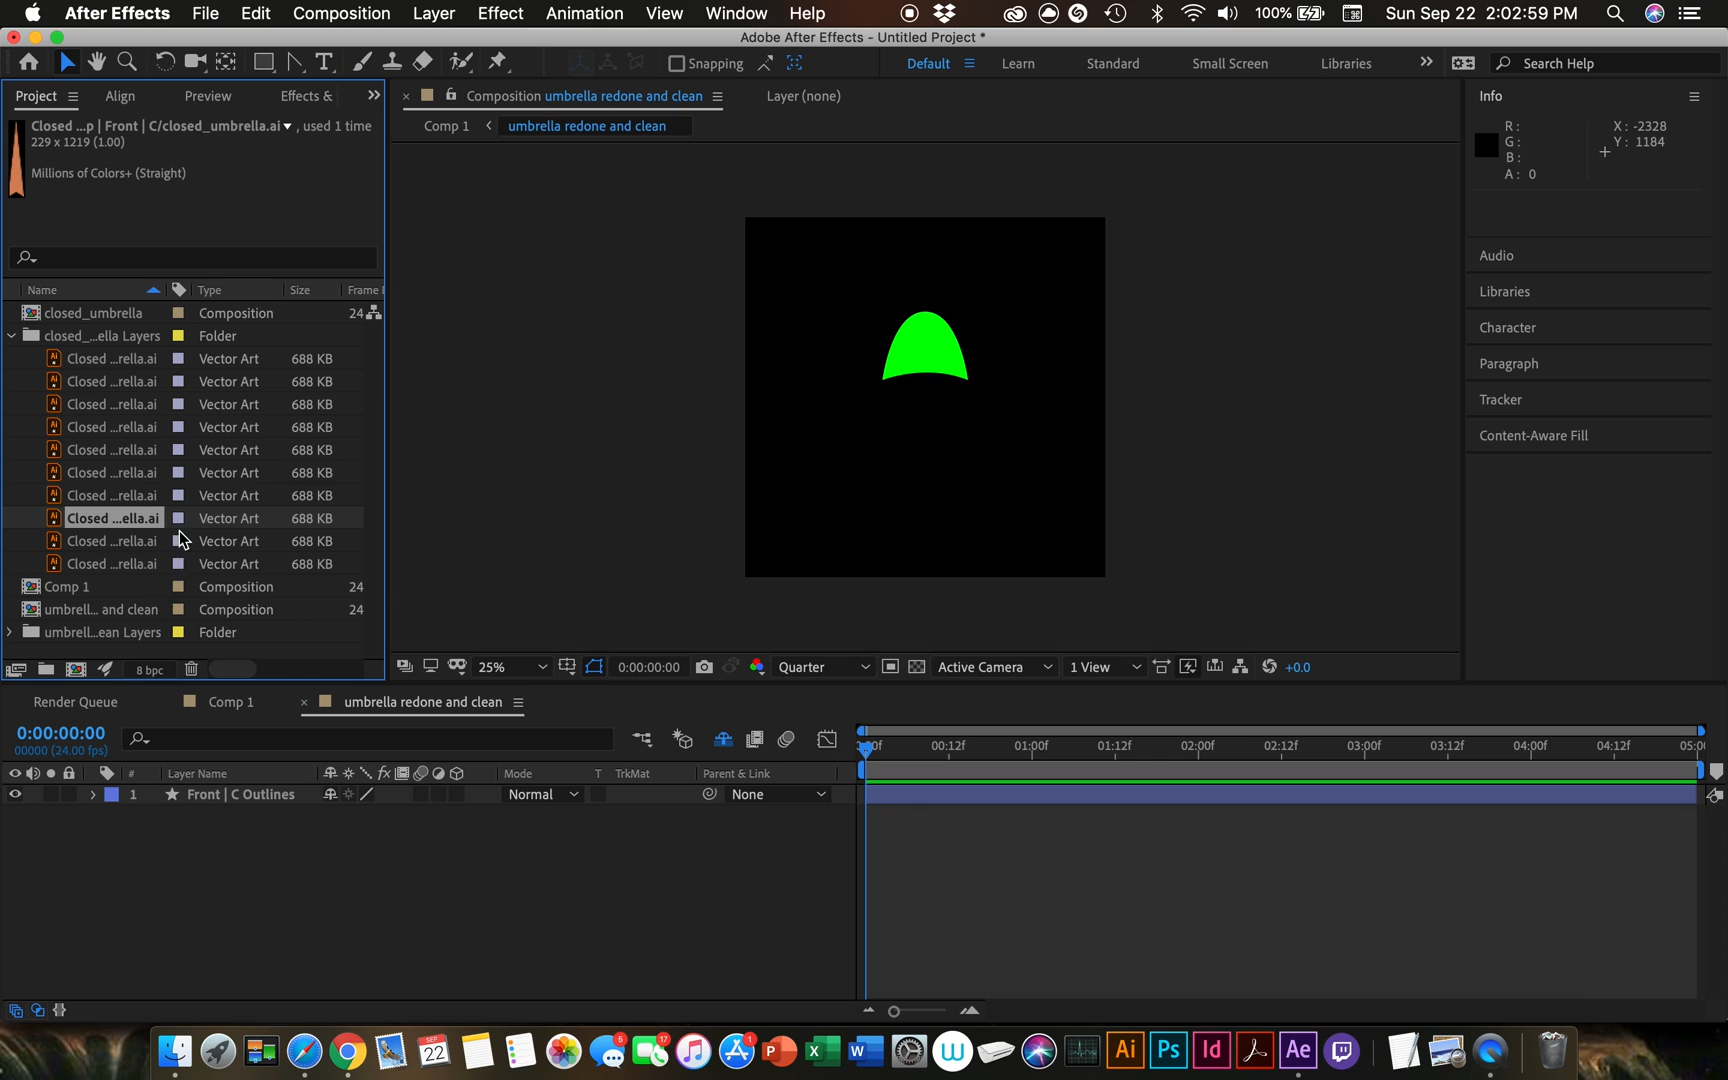 After Effects File Edit Composition Layer Effect Animation View Window Help 100% Sun Sep 22 2:02:59 PM
Adobe After Effects - Untitled Project *
Snapping Default Learn Standard Small Screen Libraries Search Help
Project Align Preview Effects & Composition umbrella redone and clean Layer (none) Info
Closed ...p | Front | C/closed_umbrella.ai , used 1 time Comp 1 umbrella redone and clean R: X: -2328
229 x 1219 (1.00) G: Y: 1184
B:
Millions of Colors+ (Straight) A: 0
Audio
Name Type Size Frame Libraries
closed_umbrella Composition 24
closed_...ella Layers Folder Character
Closed ...rella.ai Vector Art 688 KB Paragraph
Closed ...rella.ai Vector Art 688 KB
Closed ...rella.ai Vector Art 688 KB Tracker
Closed ...rella.ai Vector Art 688 KB Content-Aware Fill
Closed ...rella.ai Vector Art 688 KB
Closed ...rella.ai Vector Art 688 KB
Closed ...rella.ai Vector Art 688 KB
Closed ...ella.ai Vector Art 688 KB
Closed ...rella.ai Vector Art 688 KB
Closed ...rella.ai Vector Art 688 KB
Comp 1 Composition 24
umbrell... and clean Composition 24
umbrell...ean Layers Folder
8 bpc 25% 0:00:00:00 Quarter Active Camera 1 View +0.0
Render Queue Comp 1 umbrella redone and clean
0:00:00:00
00000 (24.00 fps) 00:12f 01:00f 01:12f 02:00f 02:12f 03:00f 03:12f 04:00f 04:12f
# Layer Name Mode T TrkMat Parent & Link
1 Front | C Outlines Normal None
SEP 22 5 17 1 P X W W Ai Ps Id Ae